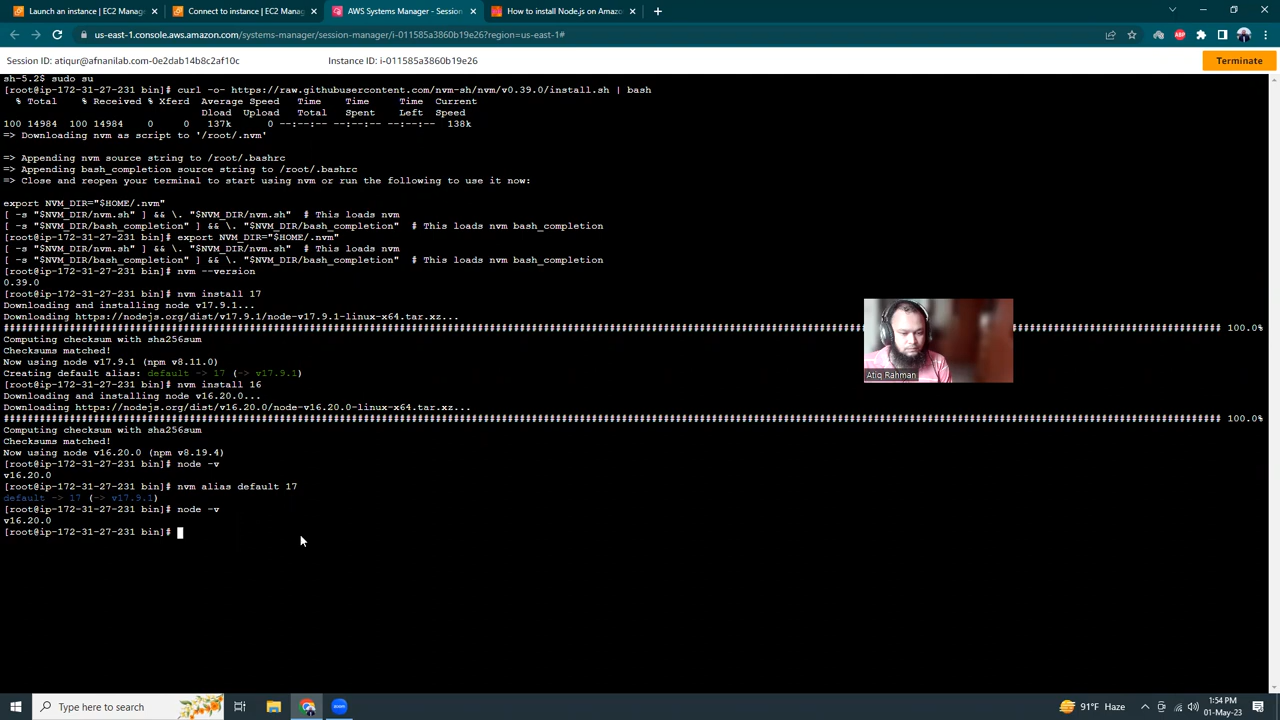 Launch an instance | EC2 Manag
Connect to instance | EC2 Manag
AWS Systems Manager - Session
How to install Node.js on Amazo
us-east-1.console.aws.amazon.com/systems-manager/session-manager/i-011585a3860b19e26?region=us-east-1#
Session ID: atiqur@afnanilab.com-0e2dab14b8c2af10c
Instance ID: i-011585a3860b19e26
Terminate
sh-5.2$ sudo su
[root@ip-172-31-27-231 bin]# curl -o- https://raw.githubusercontent.com/nvm-sh/nvm/v0.39.0/install.sh | bash
% Total % Received % Xferd Average Speed Time Time Time Current
Dload Upload Total Spent Left Speed
100 14984 100 14984 0 0 137k 0 --:--:-- --:--:-- --:--:-- 138k
=> Downloading nvm as script to '/root/.nvm'
=> Appending nvm source string to /root/.bashrc
=> Appending bash_completion source string to /root/.bashrc
=> Close and reopen your terminal to start using nvm or run the following to use it now:
export NVM_DIR="$HOME/.nvm"
[ -s "$NVM_DIR/nvm.sh" ] && \. "$NVM_DIR/nvm.sh" # This loads nvm
[ -s "$NVM_DIR/bash_completion" ] && \. "$NVM_DIR/bash_completion" # This loads nvm bash_completion
[root@ip-172-31-27-231 bin]# export NVM_DIR="$HOME/.nvm"
[ -s "$NVM_DIR/nvm.sh" ] && \. "$NVM_DIR/nvm.sh" # This loads nvm
[ -s "$NVM_DIR/bash_completion" ] && \. "$NVM_DIR/bash_completion" # This loads nvm bash_completion
[root@ip-172-31-27-231 bin]# nvm --version
0.39.0
[root@ip-172-31-27-231 bin]# nvm install 17
Downloading and installing node v17.9.1...
Downloading https://nodejs.org/dist/v17.9.1/node-v17.9.1-linux-x64.tar.xz...
100.0%
Computing checksum with sha256sum
Checksums matched!
Now using node v17.9.1 (npm v8.11.0)
Creating default alias: default -> 17 (-> v17.9.1)
[root@ip-172-31-27-231 bin]# nvm install 16
Downloading and installing node v16.20.0...
Downloading https://nodejs.org/dist/v16.20.0/node-v16.20.0-linux-x64.tar.xz...
100.0%
Computing checksum with sha256sum
Checksums matched!
Now using node v16.20.0 (npm v8.19.4)
[root@ip-172-31-27-231 bin]# node -v
v16.20.0
[root@ip-172-31-27-231 bin]# nvm alias default 17
default -> 17 (-> v17.9.1)
[root@ip-172-31-27-231 bin]# node -v
v16.20.0
[root@ip-172-31-27-231 bin]#
Atiq Rahman
Type here to search
zoom
91°F Haze
1:54 PM
01-May-23